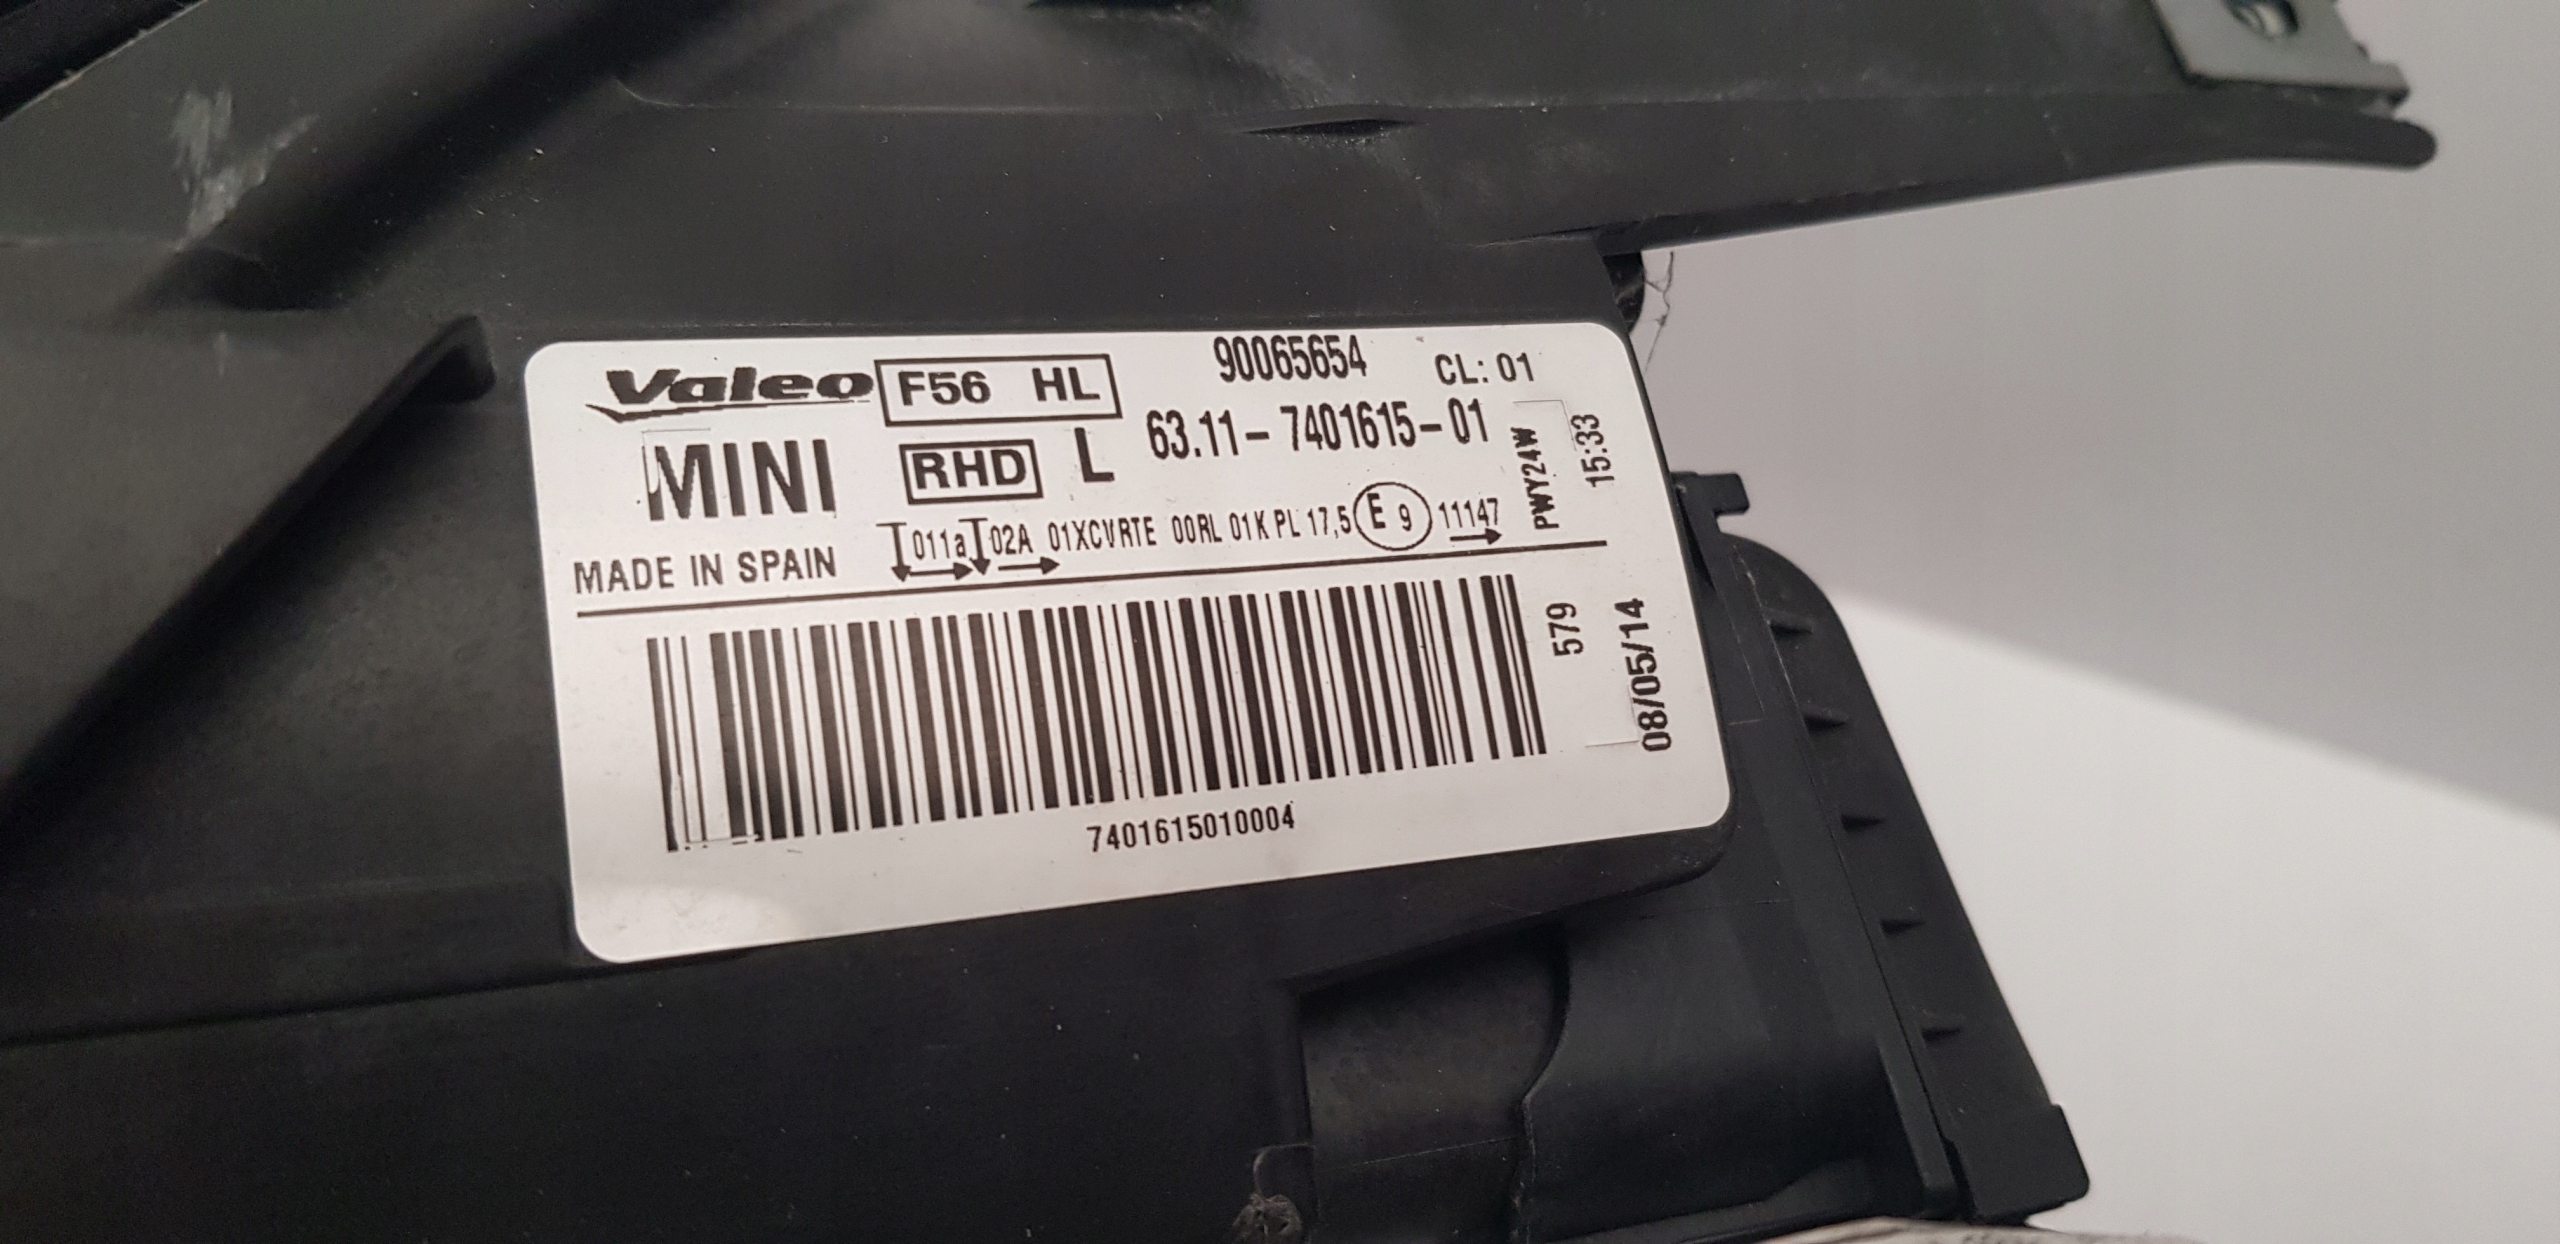 Valeo F56 HL 90065654 CL: 01
MINI RHD L 63.11-7401615-01
MADE IN SPAIN 011a 02A 01XCVRTE 00RL 01K PL 17,5 E 9 11147
PWY24W 15:33
579 08/05/14
7401615010004